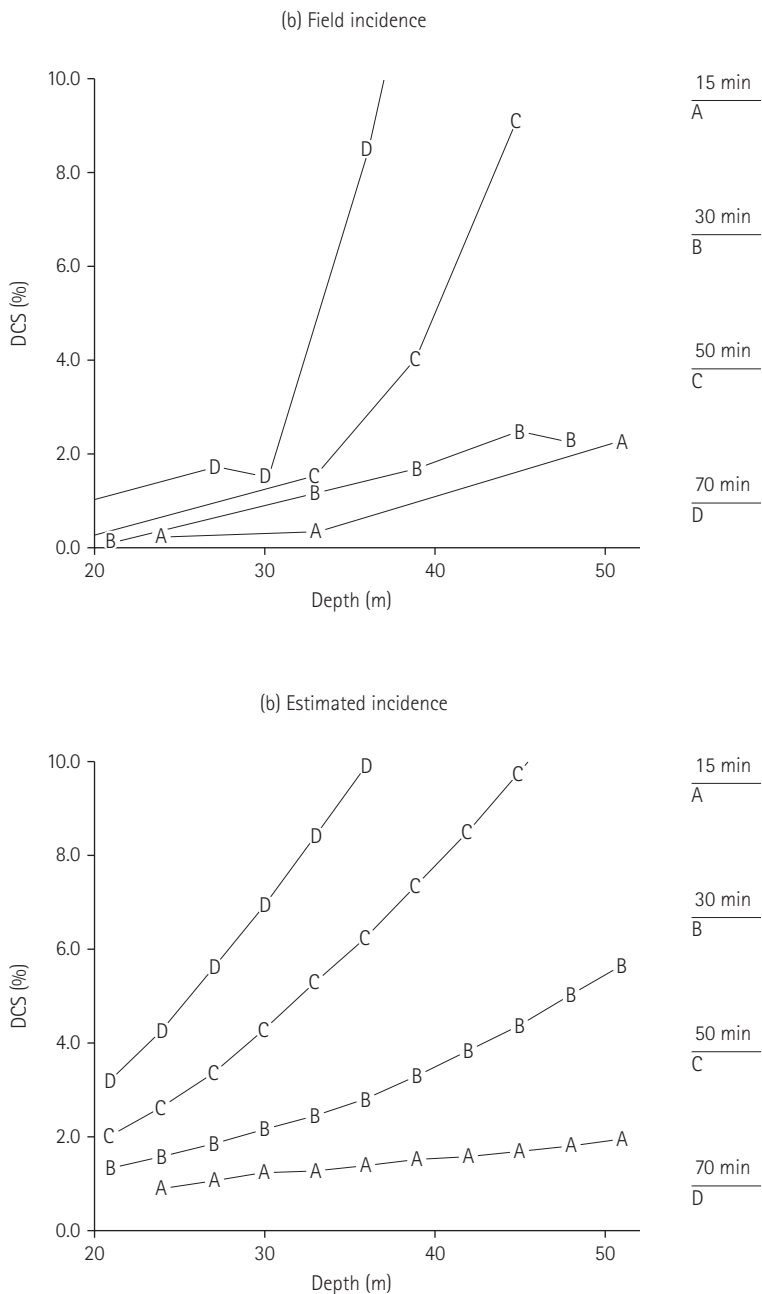 (b) Field incidence
10.0
8.0
6.0
4.0
2.0
0.0
DCS (%)
20 30 40 50
Depth (m)
D D D D
C C C
B B B B B
A A A
15 min
A
30 min
B
50 min
C
70 min
D
(b) Estimated incidence
10.0
8.0
6.0
4.0
2.0
0.0
DCS (%)
20 30 40 50
Depth (m)
D D D D D D
C C C C C C C C C
B B B B B B B B B B B
A A A A A A A A A A
15 min
A
30 min
B
50 min
C
70 min
D